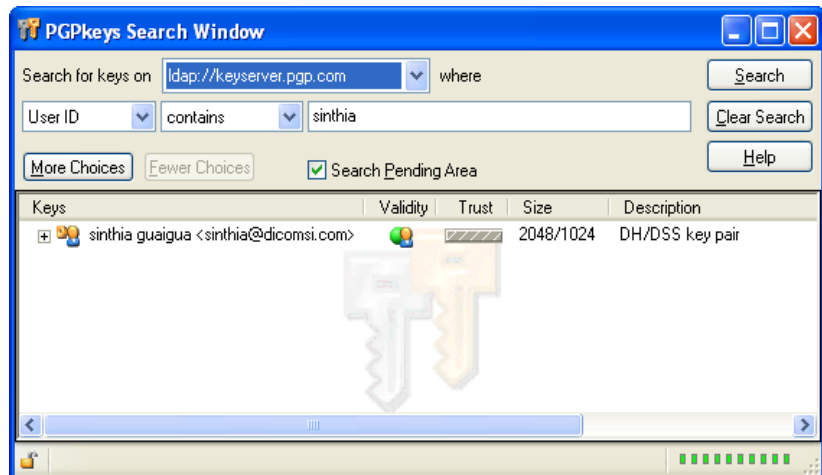 PGPkeys Search Window
Search for keys on ldap://keyserver.pgp.com where Search
User ID contains sinthia Clear Search
More Choices Fewer Choices Search Pending Area Help
Keys Validity Trust Size Description
sinthia guaigua <sinthia@dicomsi.com> 2048/1024 DH/DSS key pair